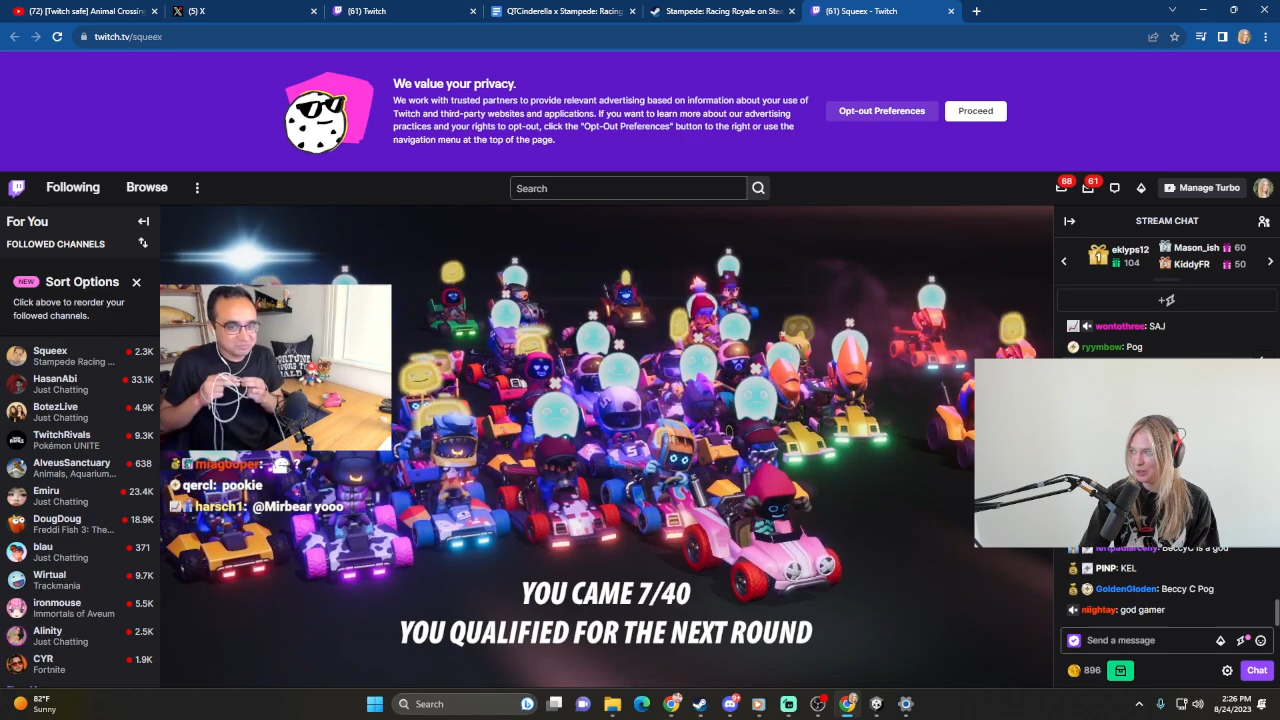 (72) [Twitch safe] Animal Crossing
(5) X
(61) Twitch
QTCinderella x Stampede: Racing
Stampede: Racing Royale on Ste
(61) Squeex - Twitch
twitch.tv/squeex
We value your privacy.
We work with trusted partners to provide relevant advertising based on information about your use of
Twitch and third-party websites and applications. If you want to learn more about our advertising
practices and your rights to opt-out, click the "Opt-Out Preferences" button to the right or use the
navigation menu at the top of the page.
Opt-out Preferences
Proceed
Following
Browse
Search
68
61
Manage Turbo
For You
FOLLOWED CHANNELS
NEW Sort Options
Click above to reorder your
followed channels.
Squeex 2.3K
Stampede Racing ...
HasanAbi 33.1K
Just Chatting
BotezLive 4.9K
Just Chatting
TwitchRivals 9.3K
Pokémon UNITE
AlveusSanctuary 638
Animals, Aquarium...
Emiru 23.4K
Just Chatting
DougDoug 18.9K
Freddi Fish 3: The...
blau 371
Just Chatting
Wirtual 9.7K
Trackmania
ironmouse 5.5K
Immortals of Aveum
Alinity 2.5K
Just Chatting
CYR 1.9K
Fortnite
qercl: pookie
harsch1: @Mirbear yooo
YOU CAME 7/40
YOU QUALIFIED FOR THE NEXT ROUND
STREAM CHAT
1 eklyps12 104
Mason_ish 60
KiddyFR 50
wontothree: SAJ
ryymbow: Pog
PINP: KEL
GoldenGloden: Beccy C Pog
niightay: god gamer
Send a message
896
Chat
82°F
Sunny
Search
2:26 PM
8/24/2023